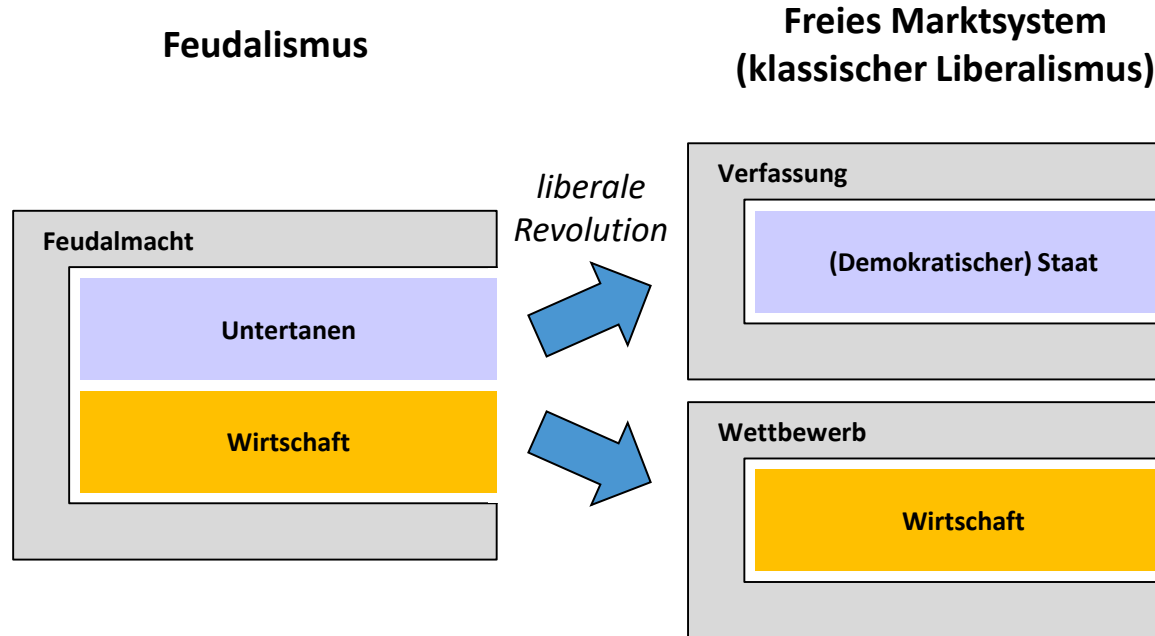 Feudalismus
Freies Marktsystem
(klassischer Liberalismus)
Feudalmacht
Untertanen
Wirtschaft
liberale
Revolution
Verfassung
(Demokratischer) Staat
Wettbewerb
Wirtschaft